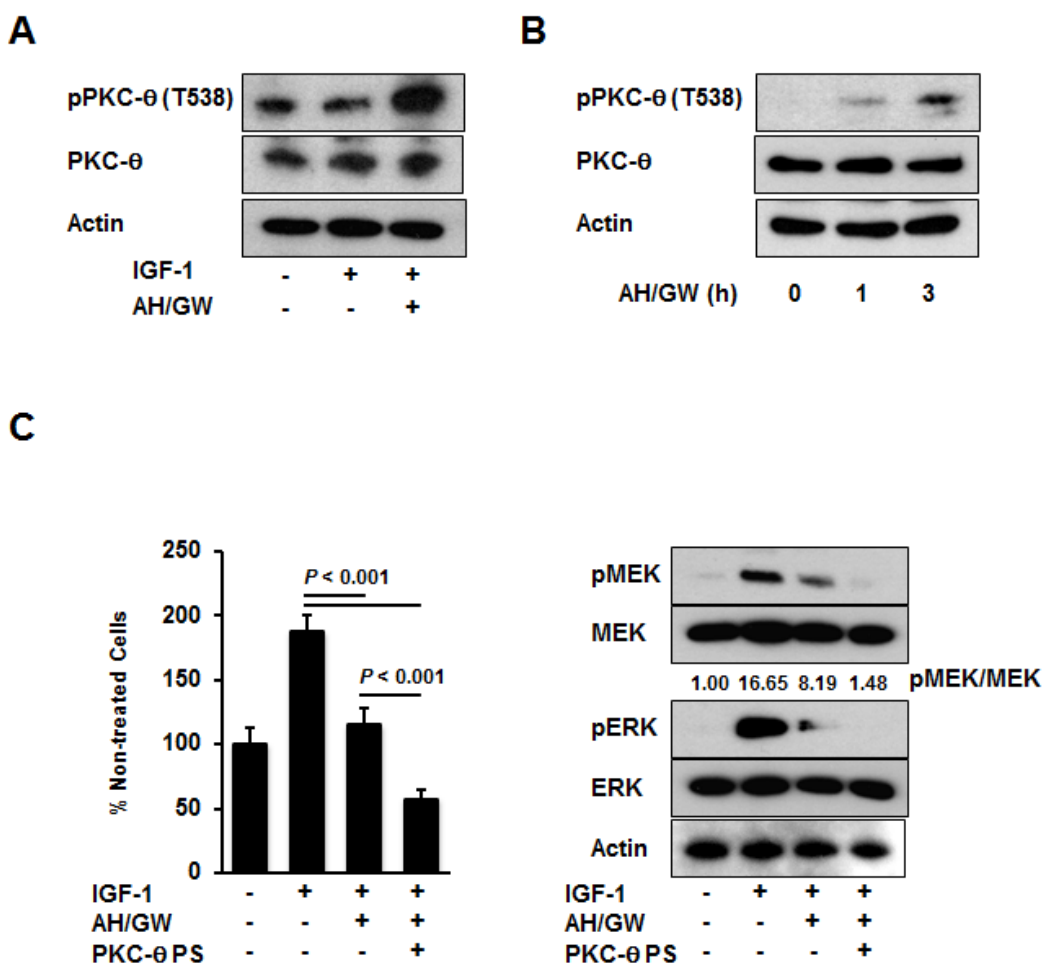 A
pPKC-θ (T538)
PKC-θ
Actin
IGF-1 - + +
AH/GW - - +
B
pPKC-θ (T538)
PKC-θ
Actin
AH/GW (h) 0 1 3
C
% Non-treated Cells
250
200
150
100
50
0
P < 0.001
P < 0.001
IGF-1 - + + +
AH/GW - - + +
PKC-θ PS - - - +
pMEK
MEK
1.00 16.65 8.19 1.48 pMEK/MEK
pERK
ERK
Actin
IGF-1 - + + +
AH/GW - - + +
PKC-θ PS - - - +